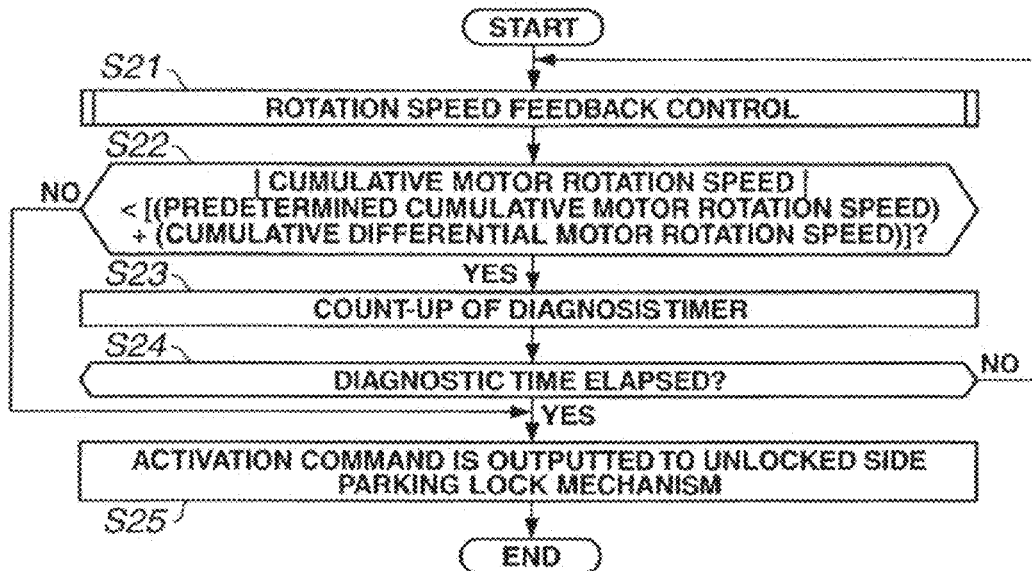 START
S21
ROTATION SPEED FEEDBACK CONTROL
S22
NO
| CUMULATIVE MOTOR ROTATION SPEED |
< [(PREDETERMINED CUMULATIVE MOTOR ROTATION SPEED)
+ (CUMULATIVE DIFFERENTIAL MOTOR ROTATION SPEED)]?
YES
S23
COUNT-UP OF DIAGNOSIS TIMER
S24
DIAGNOSTIC TIME ELAPSED?
NO
YES
ACTIVATION COMMAND IS OUTPUTTED TO UNLOCKED SIDE
PARKING LOCK MECHANISM
S25
END